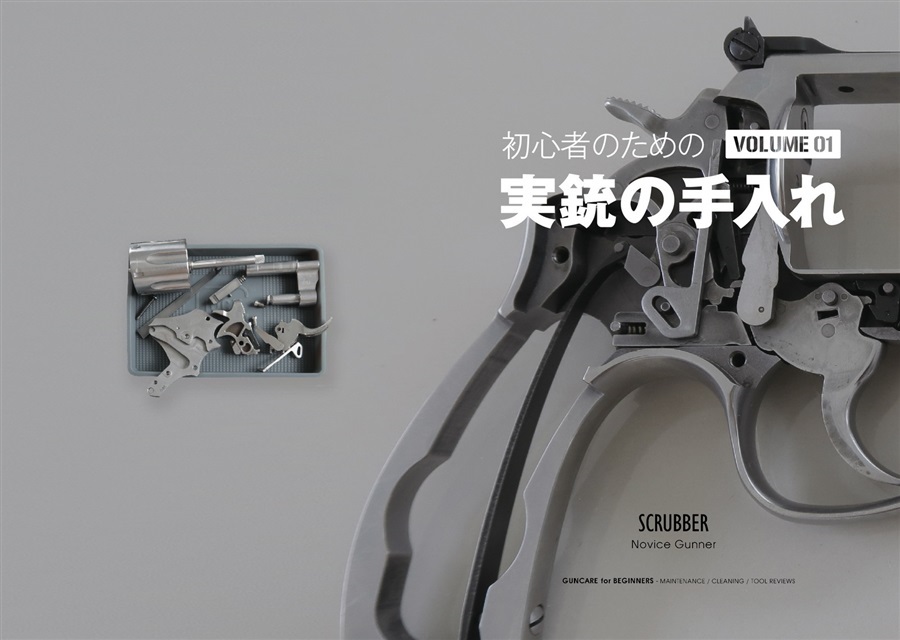 初心者のための VOLUME 01
実銃の手入れ
SCRUBBER
Novice Gunner
GUNCARE for BEGINNERS - MAINTENANCE / CLEANING / TOOL REVIEWS